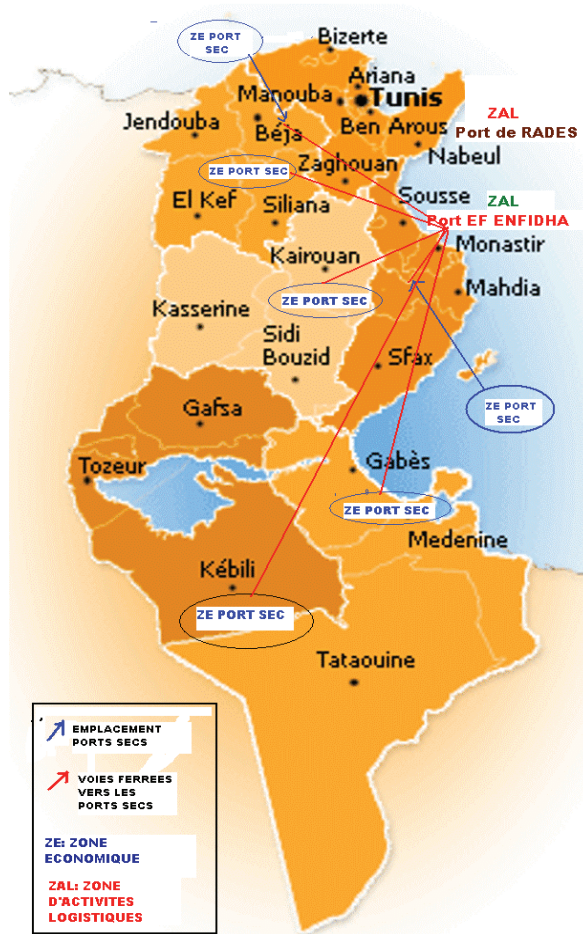 ZE PORT
SEC
Bizerte
Ariana
Manouba
Tunis
Jendouba
Béja
Ben Arous
ZAL
Port de RADES
Nabeul
ZE PORT SEC
Zaghouan
El Kef
Siliana
Sousse
ZAL
Port EF ENFIDHA
Monastir
Kairouan
ZE PORT SEC
Mahdia
Kasserine
Sidi
Bouzid
Sfax
ZE PORT
SEC
Gafsa
Tozeur
Gabès
ZE PORT SEC
Medenine
Kébili
ZE PORT SEC
Tataouine
EMPLACEMENT
PORTS SECS
VOIES FERREES
VERS LES
PORTS SECS
ZE: ZONE
ECONOMIQUE
ZAL: ZONE
D'ACTIVITES
LOGISTIQUES